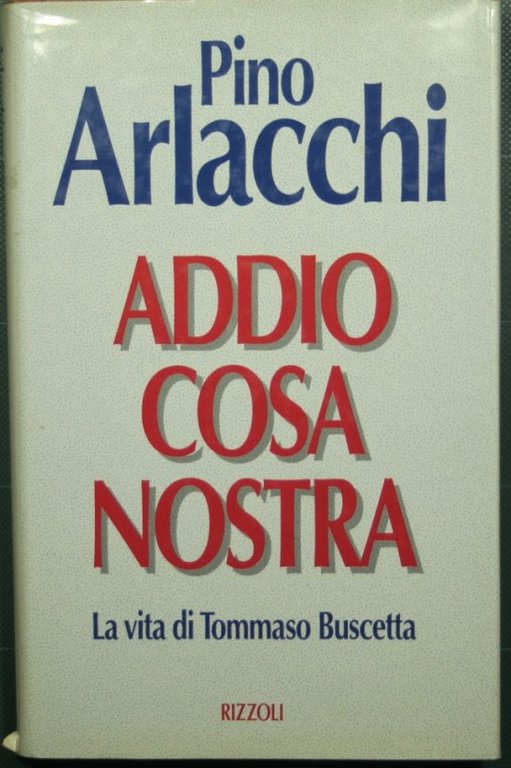 Pino
Arlacchi
ADDIO
COSA
NOSTRA
La vita di Tommaso Buscetta
RIZZOLI